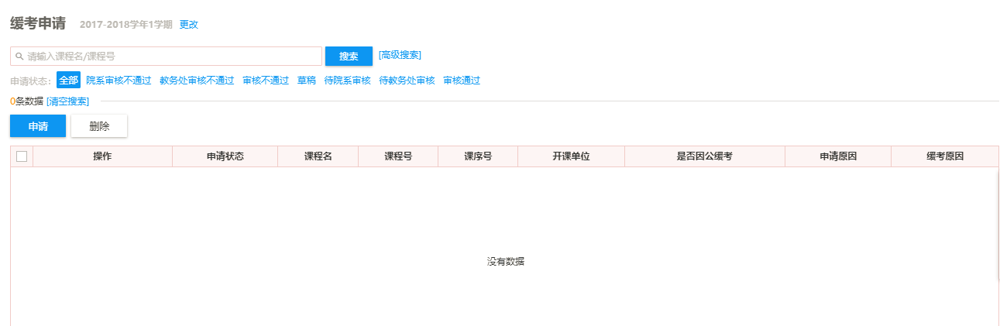 缓考申请 2017-2018学年1学期 更改
请输入课程名/课程号 搜索 [高级搜索]
申请状态： 全部 院系审核不通过 教务处审核不通过 审核不通过 草稿 待院系审核 待教务处审核 审核通过
0条数据 [清空搜索]
申请 删除
操作 申请状态 课程名 课程号 课序号 开课单位 是否因公缓考 申请原因 缓考原因
没有数据